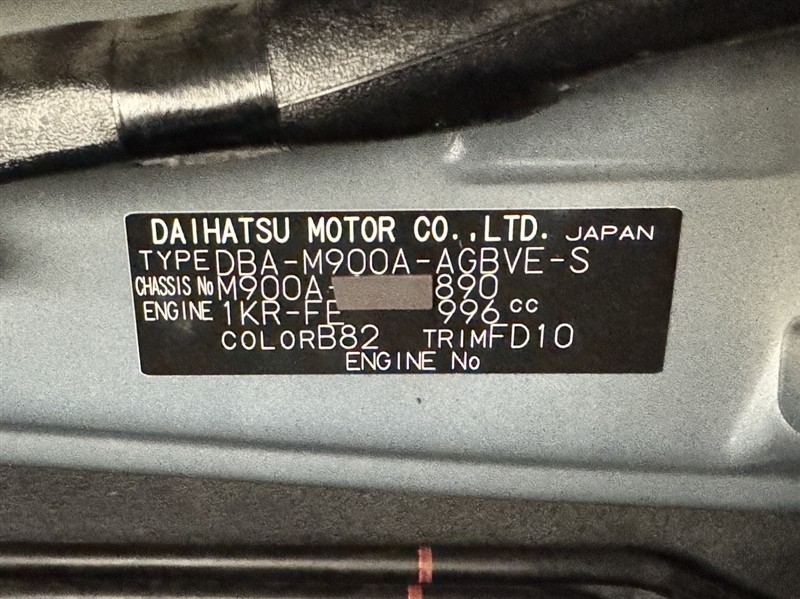 DAIHATSU MOTOR CO.,LTD. JAPAN
TYPE DBA-M900A-AGBVE-S
CHASSIS No M900A- 890
ENGINE 1KR-FE 996 cc
COLOR B82 TRIM FD10
ENGINE No